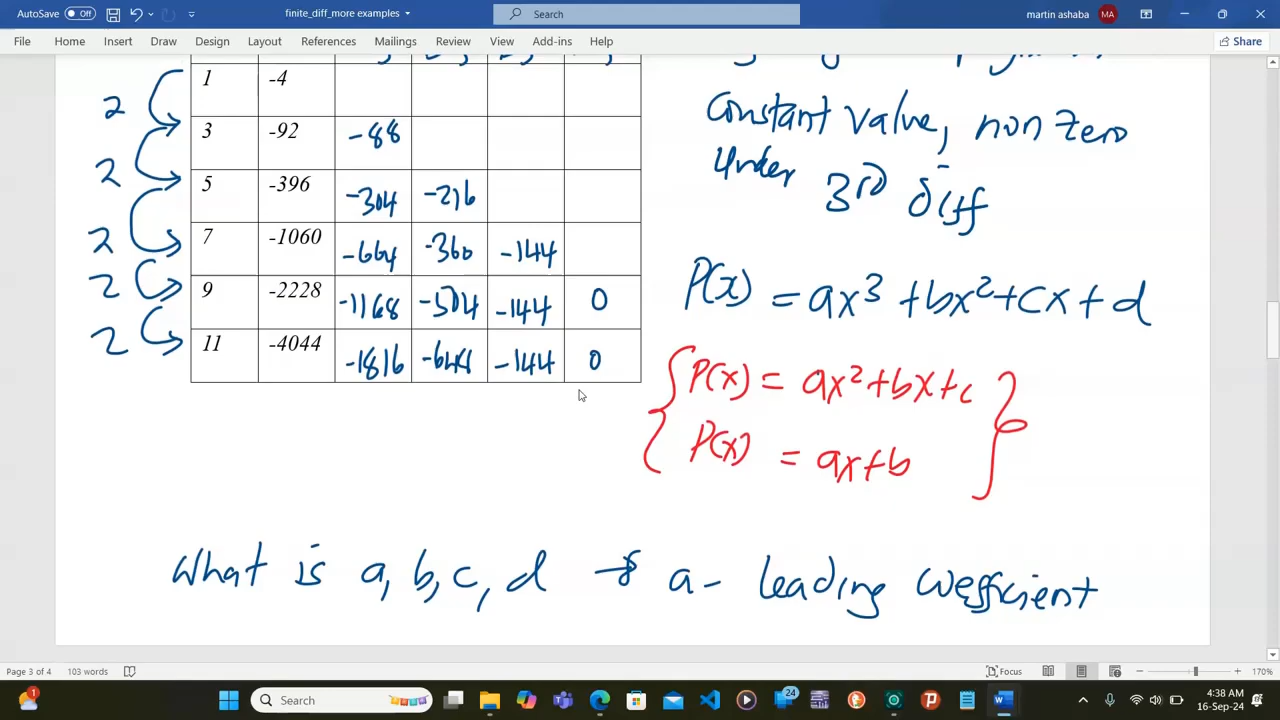 AutoSave Off finite_diff_more examples Search martin ashaba MA
File Home Insert Draw Design Layout References Mailings Review View Add-ins Help Share
1 -4
2
3 -92 -88
2
5 -396 -304 -216
2
7 -1060 -664 -360 -144
2
9 -2228 -1168 -504 -144 0
2
11 -4044 -1816 -648 -144 0
Constant value, non zero
Under 3rd diff
P(x) = ax3 + bx2 + cx + d
P(x) = ax2 + bx + c
P(x) = ax + b
What is a, b, c, d → a - leading coefficient
Page 3 of 4 103 words Focus 170%
1 Search 24 4:38 AM
16-Sep-24